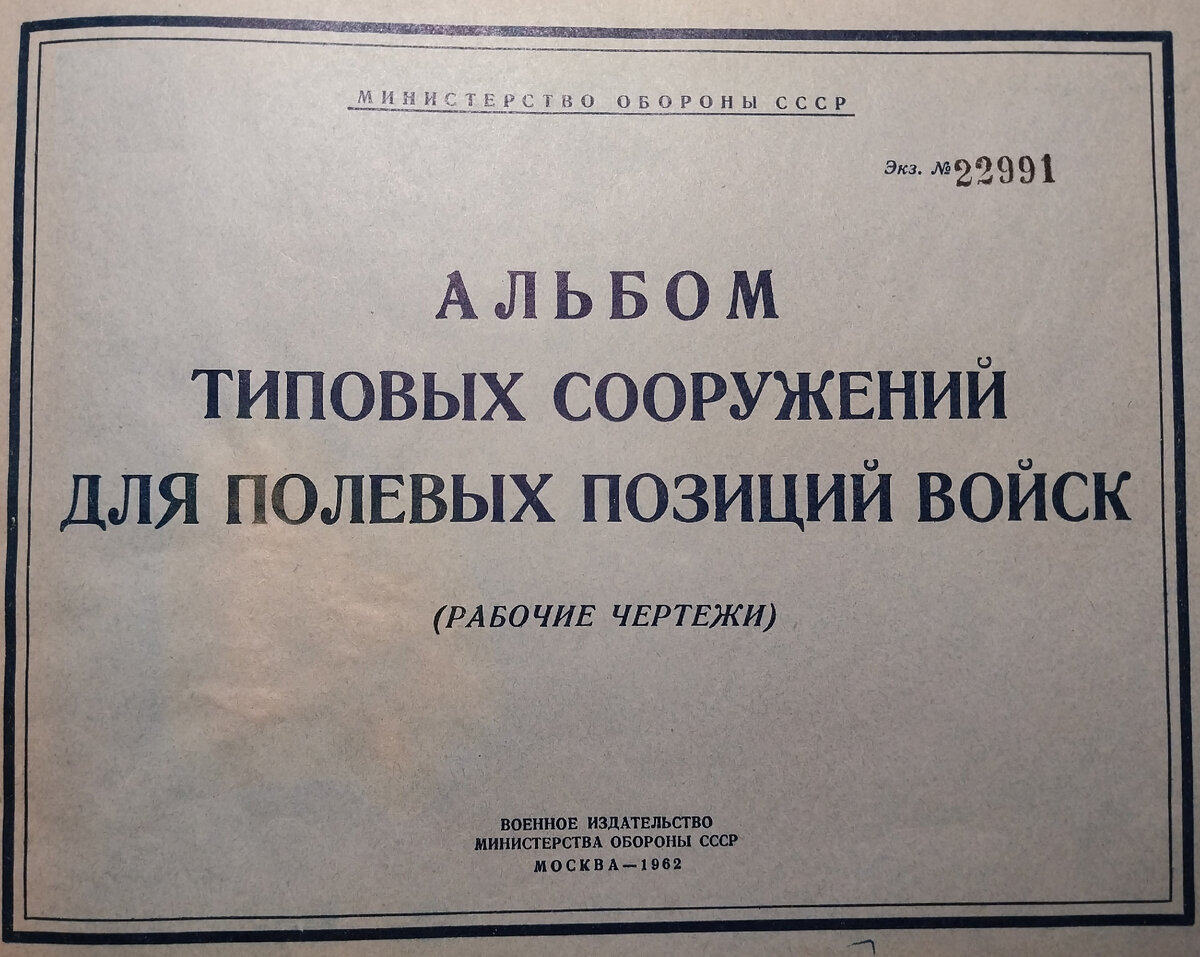 МИНИСТЕРСТВО ОБОРОНЫ СССР
Экз. №22991
АЛЬБОМ
ТИПОВЫХ СООРУЖЕНИЙ
ДЛЯ ПОЛЕВЫХ ПОЗИЦИЙ ВОЙСК
(РАБОЧИЕ ЧЕРТЕЖИ)
ВОЕННОЕ ИЗДАТЕЛЬСТВО
МИНИСТЕРСТВА ОБОРОНЫ СССР
МОСКВА—1962